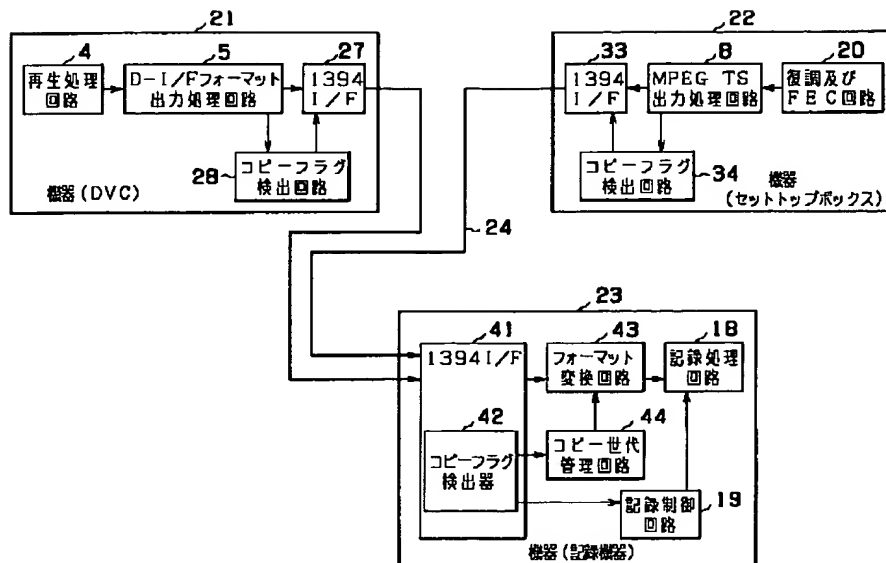 21
4
再生処理
回路
5
D-I/Fフォーマット
出力処理回路
27
1394
I/F
28
コピーフラグ
検出回路
機器(DVC)
22
33
1394
I/F
8
MPEG TS
出力処理回路
20
復調及び
FEC回路
コピーフラグ
検出回路
34
機器
(セットトップボックス)
24
23
41
1394I/F
43
フォーマット
変換回路
18
記録処理
回路
42
コピーフラグ
検出器
44
コピー世代
管理回路
記録制御
回路
19
機器(記録機器)